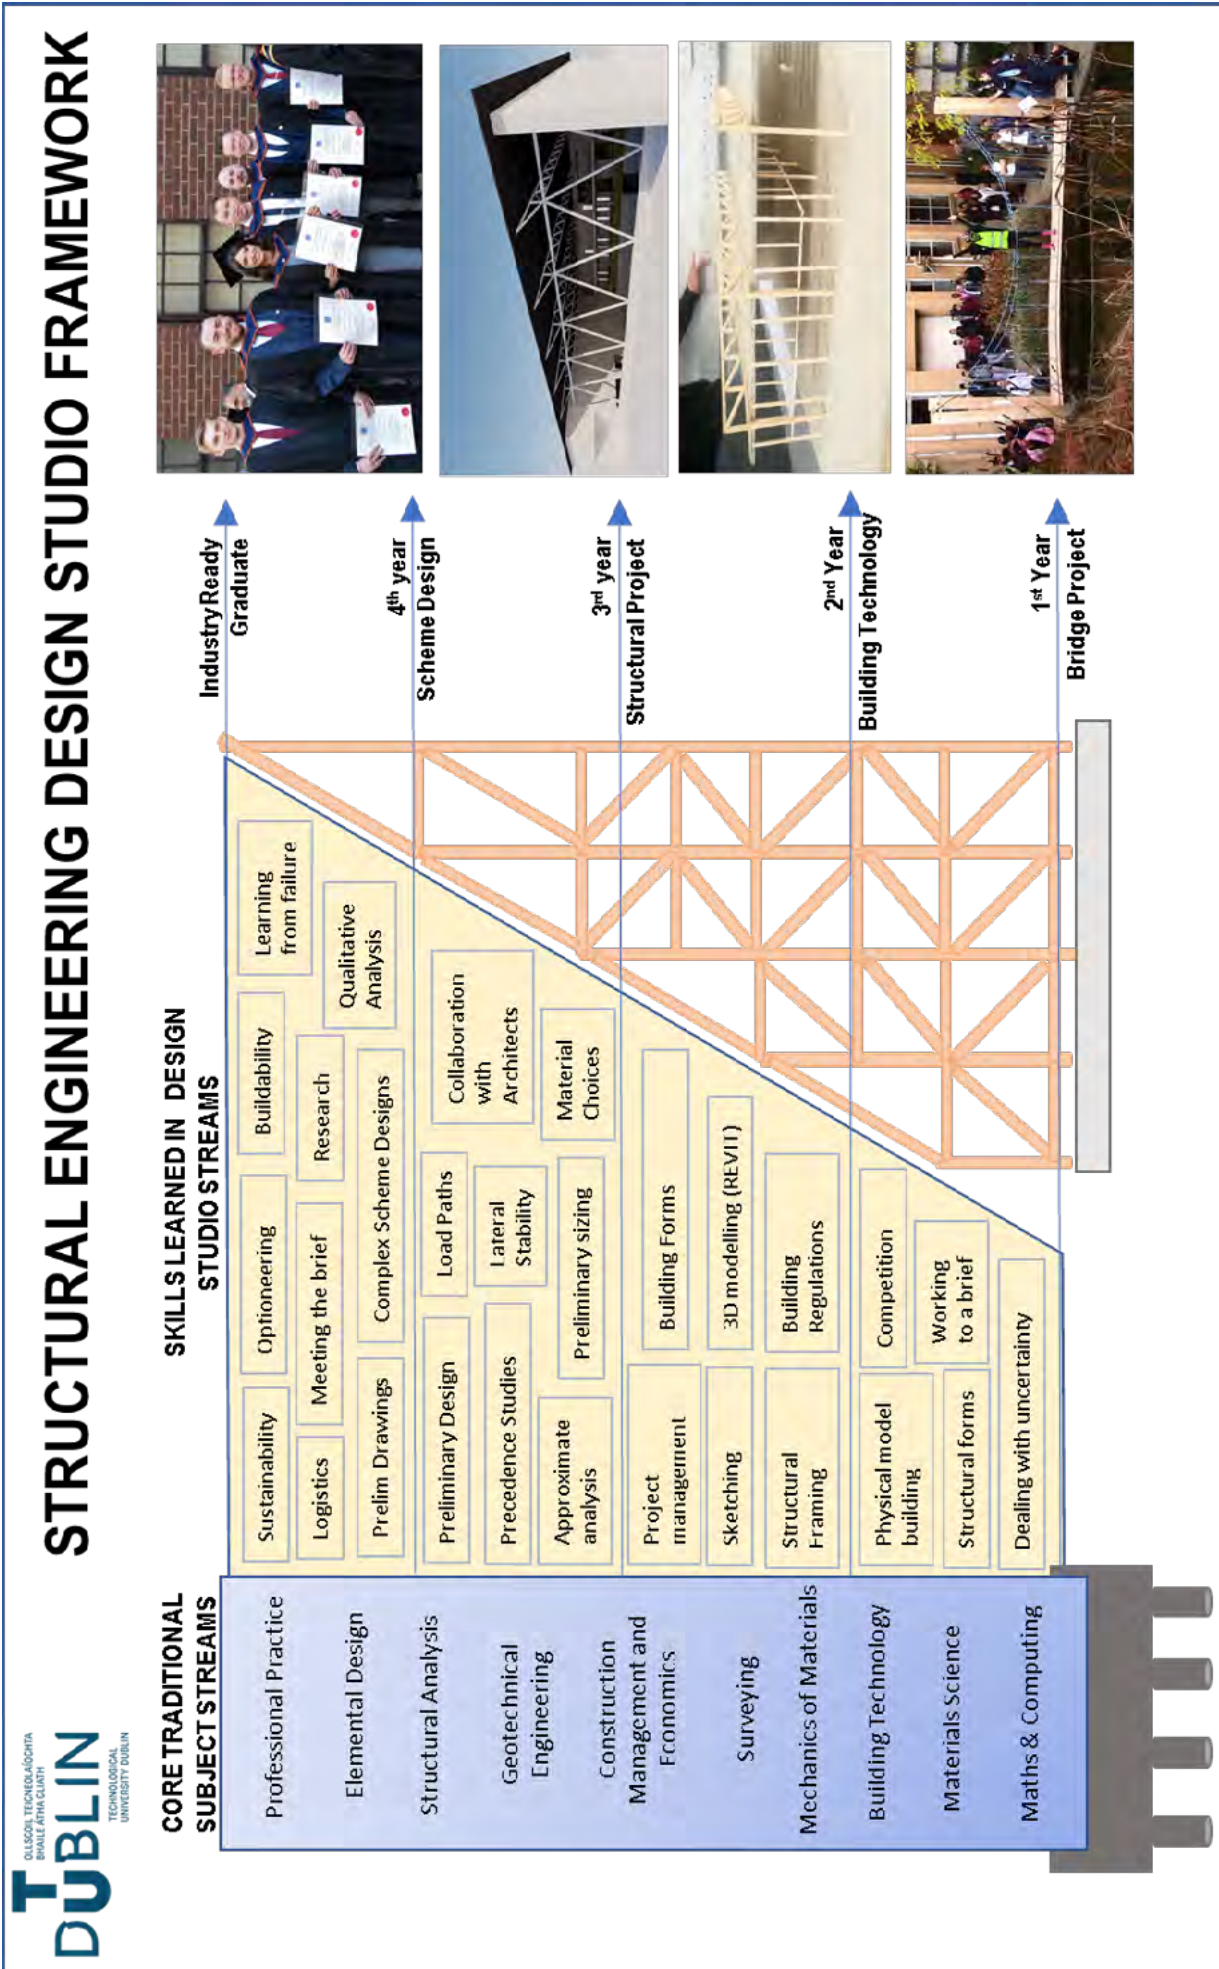 OLLSCOIL TEICNEOLAÍOCHTA
BHAILE ÁTHA CLIATH
DUBLIN
TECHNOLOGICAL
UNIVERSITY DUBLIN
STRUCTURAL ENGINEERING DESIGN STUDIO FRAMEWORK
CORE TRADITIONAL
SUBJECT STREAMS
Professional Practice
Elemental Design
Structural Analysis
Geotechnical
Engineering
Construction
Management and
Economics
Surveying
Mechanics of Materials
Building Technology
Materials Science
Maths & Computing
SKILLS LEARNED IN DESIGN
STUDIO STREAMS
Sustainability
Optioneering
Buildability
Learning
from failure
Logistics
Meeting the brief
Research
Qualitative
Analysis
Prelim Drawings
Complex Scheme Designs
Preliminary Design
Load Paths
Collaboration
with
Architects
Precedence Studies
Lateral
Stability
Approximate
analysis
Preliminary sizing
Material
Choices
Project
management
Building Forms
Sketching
3D modelling (REVIT)
Structural
Framing
Building
Regulations
Physical model
building
Competition
Structural forms
Working
to a brief
Dealing with uncertainty
Industry Ready
Graduate
4th year
Scheme Design
3rd year
Structural Project
2nd Year
Building Technology
1st Year
Bridge Project